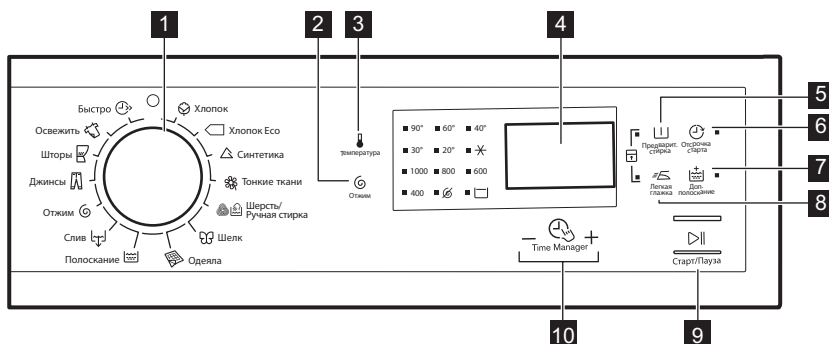 1
2
3
4
5
6
7
8
9
10
Быстро
Освежить
Шторы
Джинсы
Отжим
Слив
Полоскание
Хлопок
Хлопок Eco
Синтетика
Тонкие ткани
Шерсть/
Ручная стирка
Шелк
Одеяла
Температура
Отжим
90° 60° 40°
30° 20°
1000 800 600
400
Time Manager
Предварит.
стирка
Отсрочка
старта
Легкая
глажка
Доп.
полоскание
Старт/Пауза